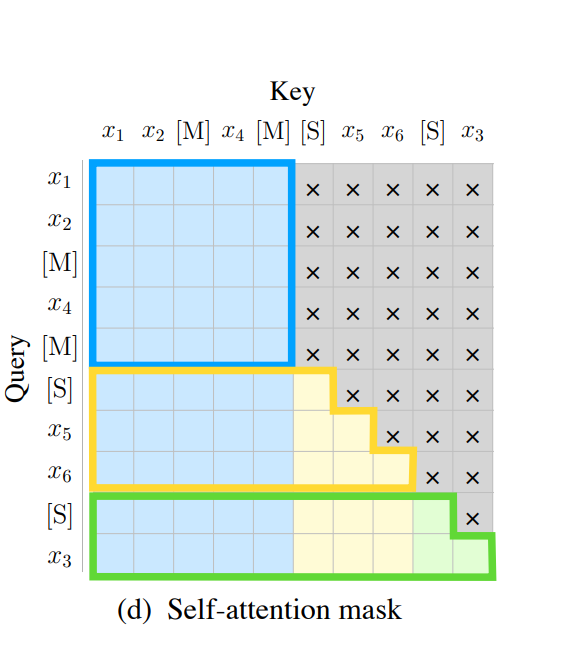 Key
x₁ x₂ [M] x₄ [M] [S] x₅ x₆ [S] x₃
Query
x₁ × × × × ×
x₂ × × × × ×
[M] × × × × ×
x₄ × × × × ×
[M] × × × × ×
[S] × × × ×
x₅ × × ×
x₆ × ×
[S] ×
x₃
(d) Self-attention mask